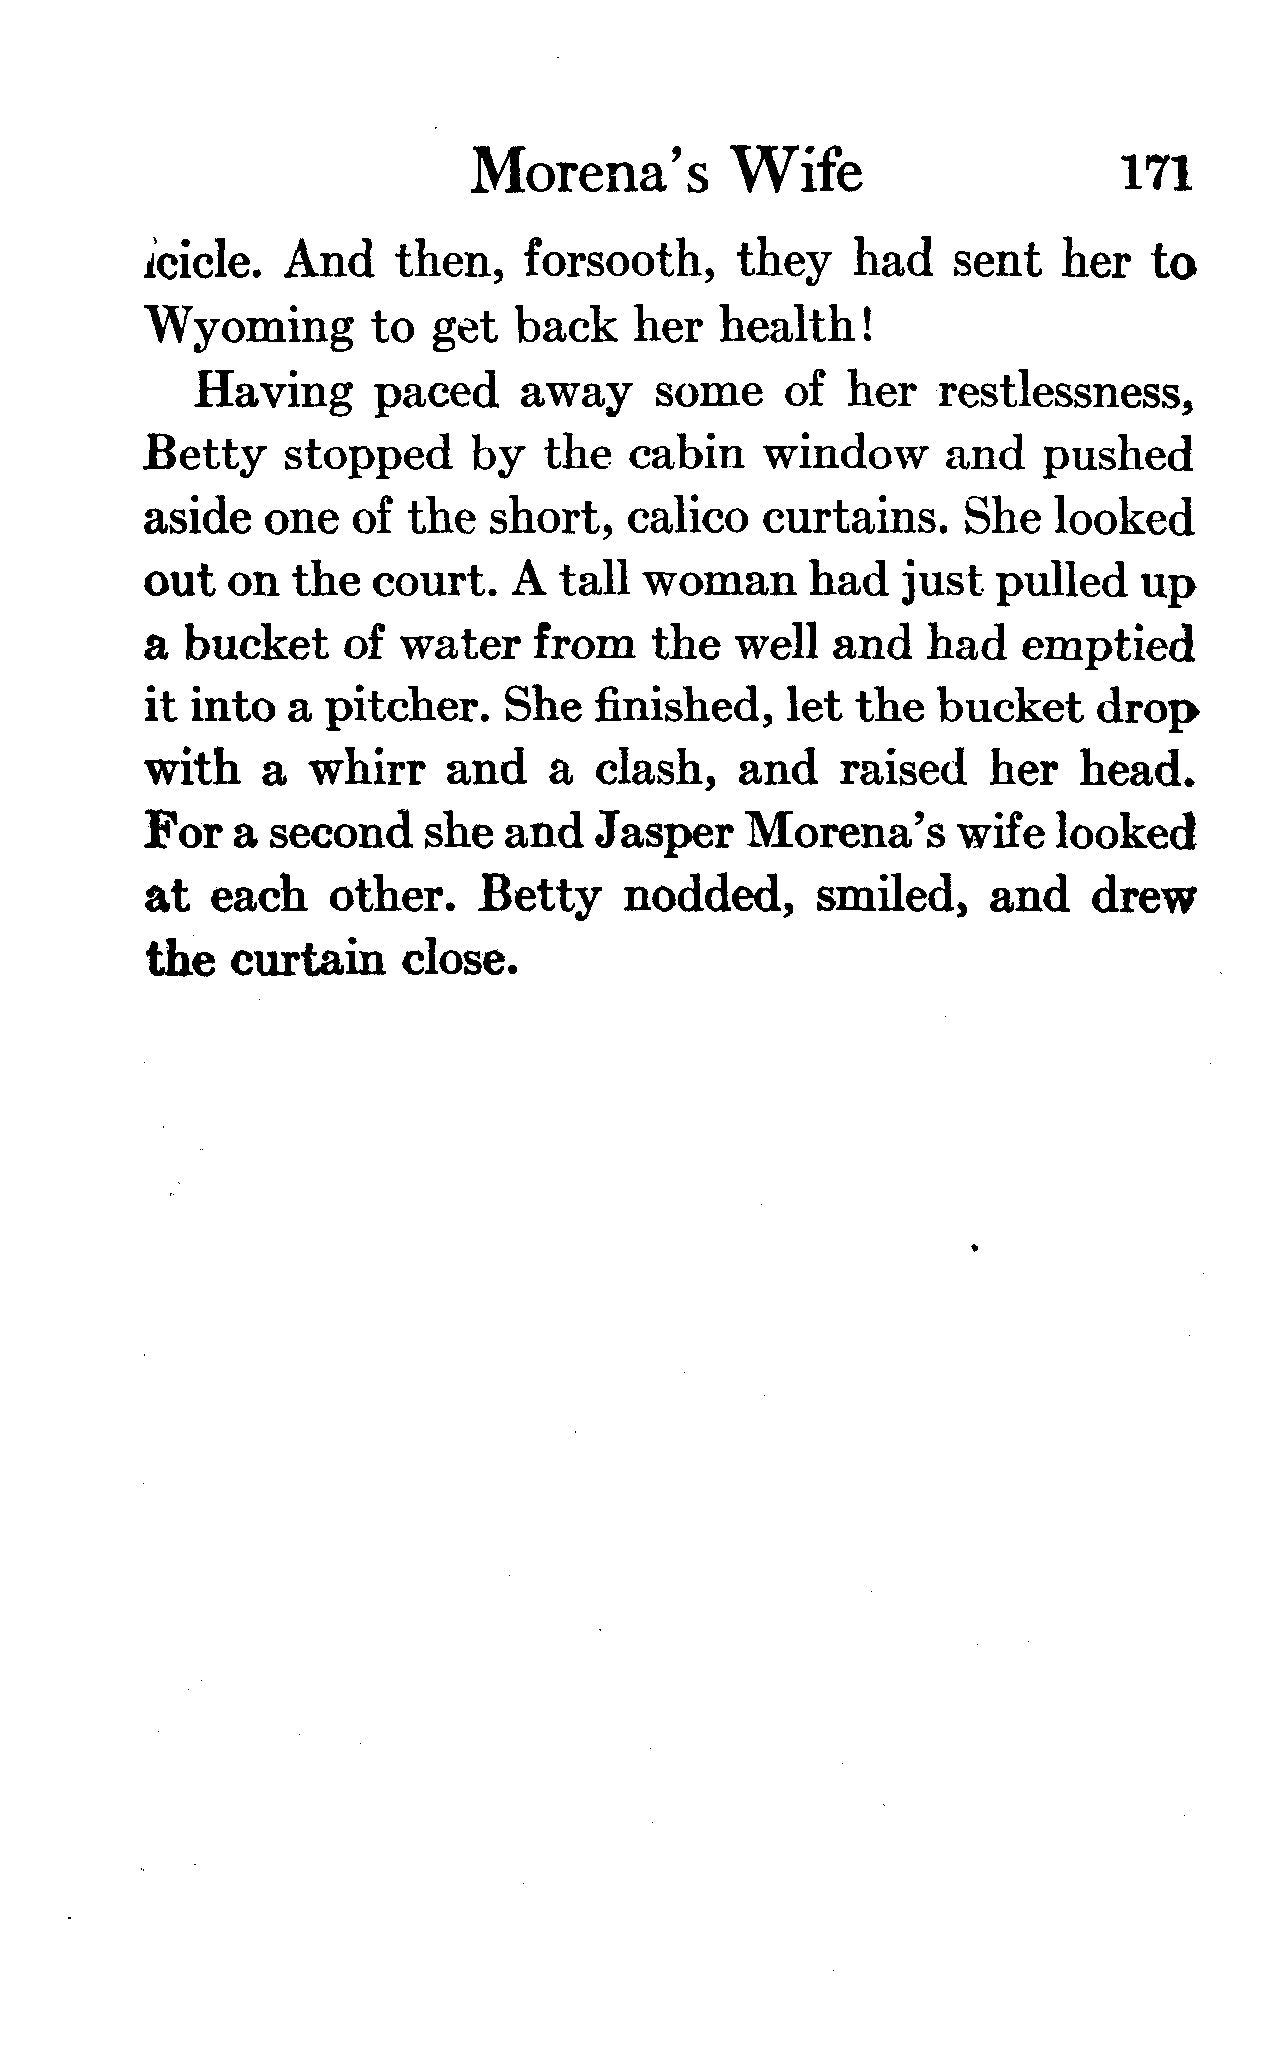 Morena's Wife 171
icicle. And then, forsooth, they had sent her to
Wyoming to get back her health!
Having paced away some of her restlessness,
Betty stopped by the cabin window and pushed
aside one of the short, calico curtains. She looked
out on the court. A tall woman had just pulled up
a bucket of water from the well and had emptied
it into a pitcher. She finished, let the bucket drop
with a whirr and a clash, and raised her head.
For a second she and Jasper Morena's wife looked
at each other. Betty nodded, smiled, and drew
the curtain close.